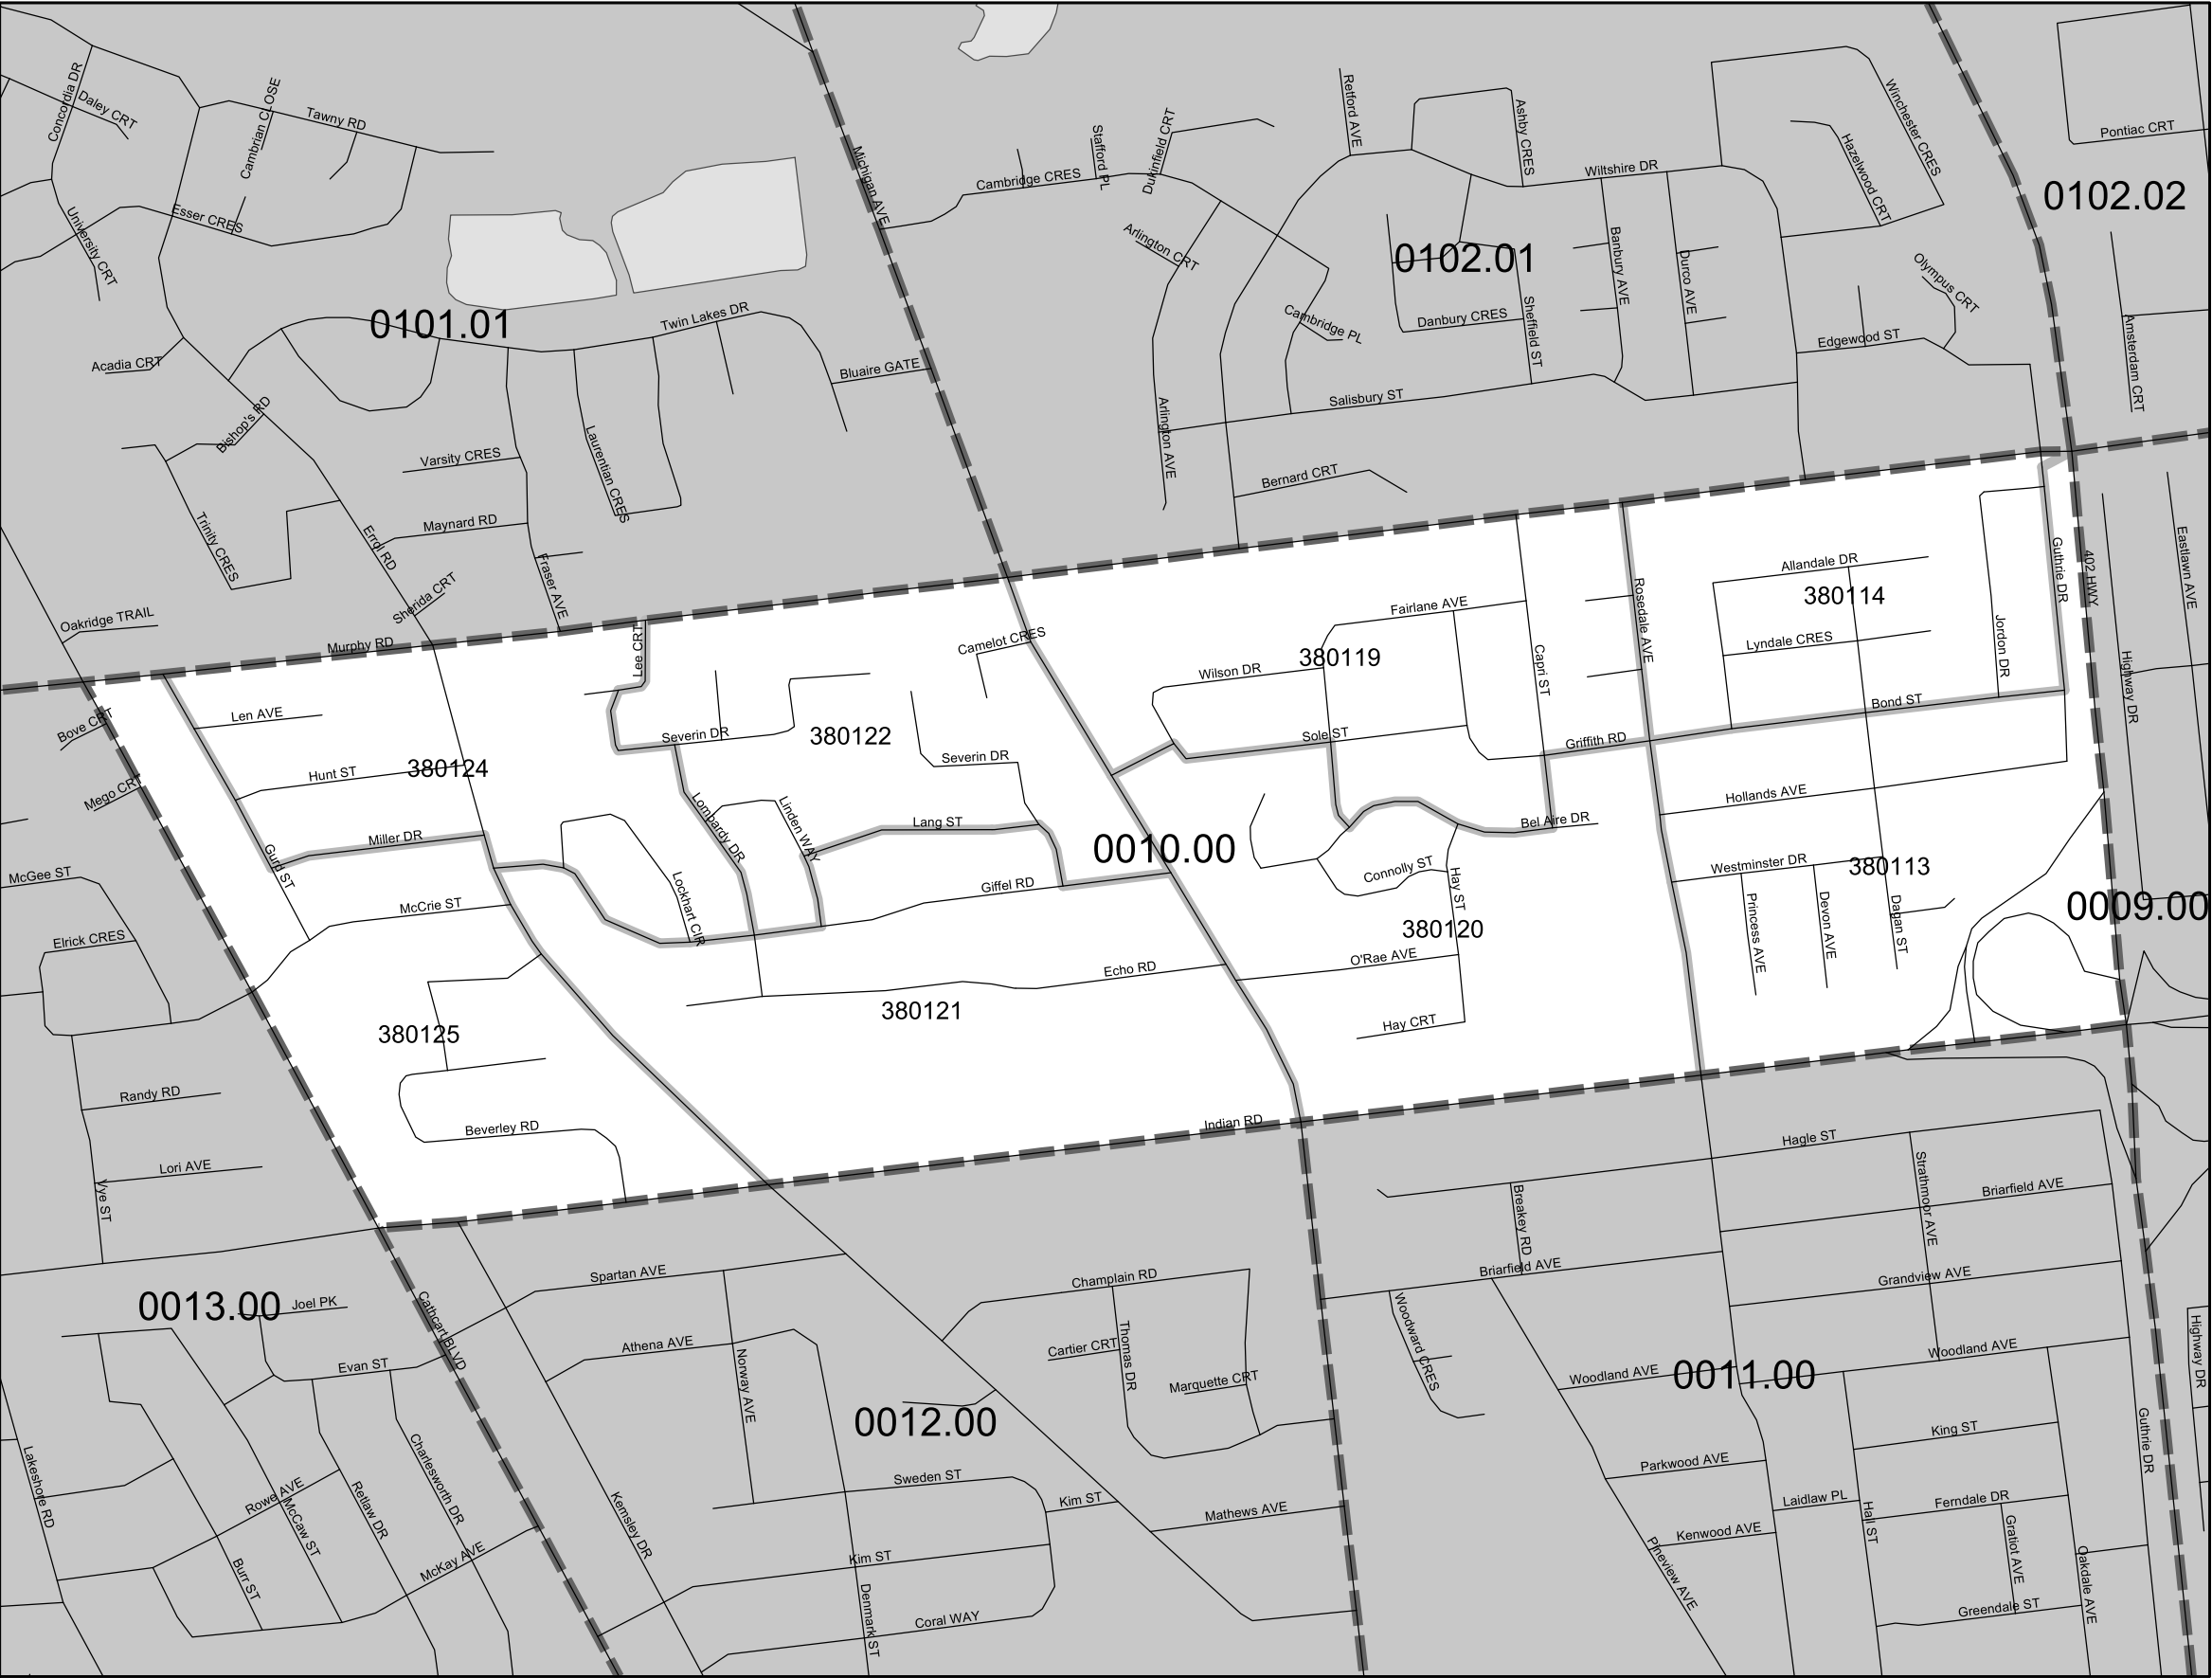 Concordia DR
Daley CRT
Cambrian CLOSE
Tawny RD
University CRT
Esser CRES
0101.01
Acadia CRT
Twin Lakes DR
Bluaire GATE
Michigan AVE
Bishop's RD
Varsity CRES
Laurentian CRES
Trinity CRES
Errol RD
Maynard RD
Fraser AVE
Sherida CRT
Oakridge TRAIL
Murphy RD
Cambridge CRES
Stafford PL
Dukinfield CRT
Retford AVE
Ashby CRES
Wiltshire DR
Winchester CRES
Hazelwood CRT
Pontiac CRT
0102.02
Arlington CRT
0102.01
Banbury AVE
Durco AVE
Olympus CRT
Cambridge PL
Danbury CRES
Sheffield ST
Edgewood ST
Amsterdam CRT
Salisbury ST
Arlington AVE
Bernard CRT
Lee CRT
Camelot CRES
Fairlane AVE
Wilson DR
380119
Capri ST
Rosedale AVE
Allandale DR
380114
Lyndale CRES
Jordon DR
Guthrie DR
402 HWY
Eastlawn AVE
Highway DR
Bove CRT
Len AVE
Mego CRT
Hunt ST
380124
Severin DR
380122
Severin DR
Sole ST
Griffith RD
Bond ST
Hollands AVE
Miller DR
Gurd ST
Lombardy DR
Linden WAY
Lang ST
0010.00
Bel Aire DR
Connolly ST
Hay ST
Westminster DR
380113
Princess AVE
Devon AVE
Dagan ST
0009.00
McGee ST
Elrick CRES
McCrie ST
Lockhart CIR
Giffel RD
380120
Echo RD
O'Rae AVE
380121
380125
Hay CRT
Randy RD
Lori AVE
Vye ST
Beverley RD
Indian RD
Hagle ST
Strathmoor AVE
Briarfield AVE
Breakey RD
Briarfield AVE
Grandview AVE
0013.00
Joel PK
Cathcart BLVD
Spartan AVE
Champlain RD
Evan ST
Athena AVE
Norway AVE
Cartier CRT
Thomas DR
Marquette CRT
Woodward CRES
Woodland AVE
0011.00
Woodland AVE
Highway DR
0012.00
Lakeshore RD
Rowe AVE
McCaw ST
Retlaw DR
Charlesworth DR
Burr ST
McKay AVE
Kemsley DR
Sweden ST
Kim ST
Mathews AVE
Kim ST
Denmark ST
Coral WAY
Parkwood AVE
King ST
Guthrie DR
Laidlaw PL
Ferndale DR
Kenwood AVE
Hall ST
Gratiot AVE
Pineview AVE
Oakdale AVE
Greendale ST